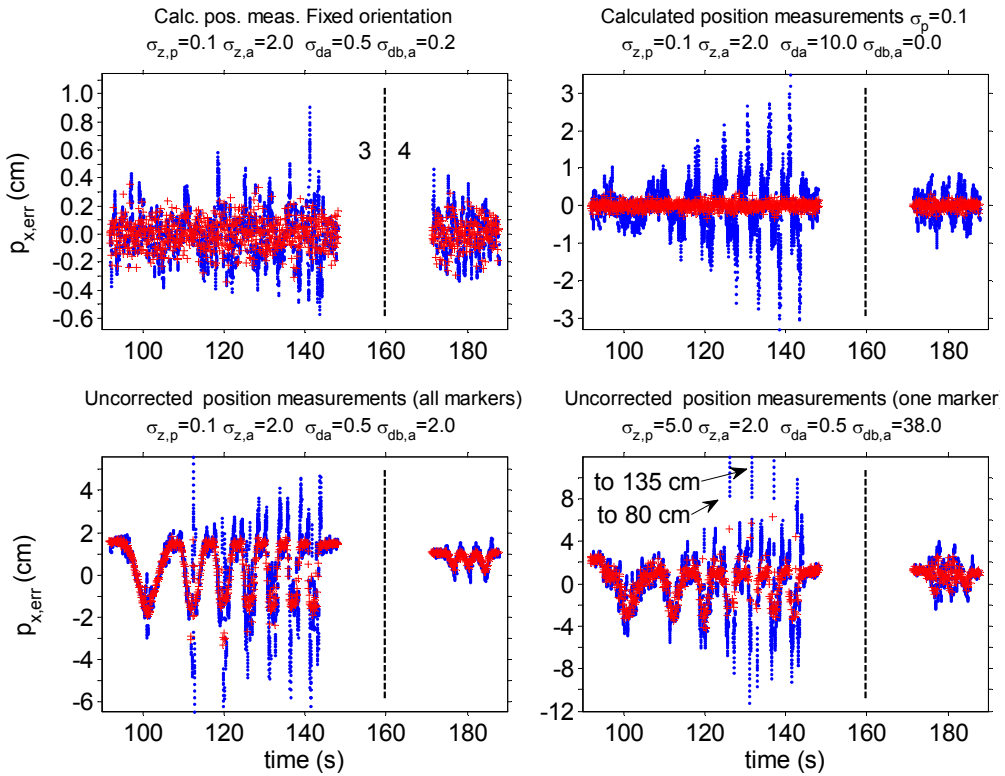 Calc. pos. meas. Fixed orientation
σz,p=0.1 σz,a=2.0 σda=0.5 σdb,a=0.2
1.0
0.8
0.6
0.4
0.2
0.0
-0.2
-0.4
-0.6
px,err (cm)
3 4
100 120 140 160 180
Calculated position measurements σp=0.1
σz,p=0.1 σz,a=2.0 σda=10.0 σdb,a=0.0
3
2
1
0
-1
-2
-3
100 120 140 160 180
Uncorrected position measurements (all markers)
σz,p=0.1 σz,a=2.0 σda=0.5 σdb,a=2.0
4
2
0
-2
-4
-6
px,err (cm)
100 120 140 160 180
time (s)
Uncorrected position measurements (one marker)
σz,p=5.0 σz,a=2.0 σda=0.5 σdb,a=38.0
8
4
0
-4
-8
-12
to 135 cm
to 80 cm
100 120 140 160 180
time (s)